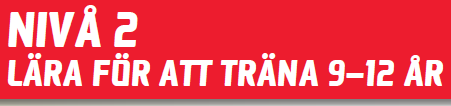 NIVÅ 2
LÄRA FÖR ATT TRÄNA 9–12 ÅR